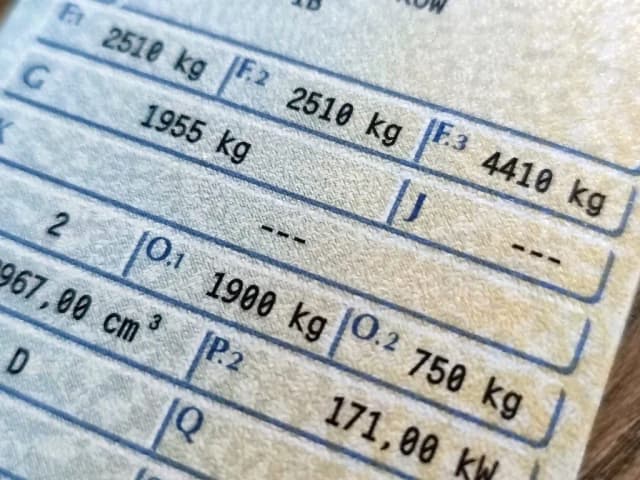 F.1 2510 kg F.2 2510 kg F.3 4410 kg
G 1955 kg
J ---
---
2 O.1 1900 kg O.2 750 kg
967,00 cm³ P.2 171,00 kW
D Q